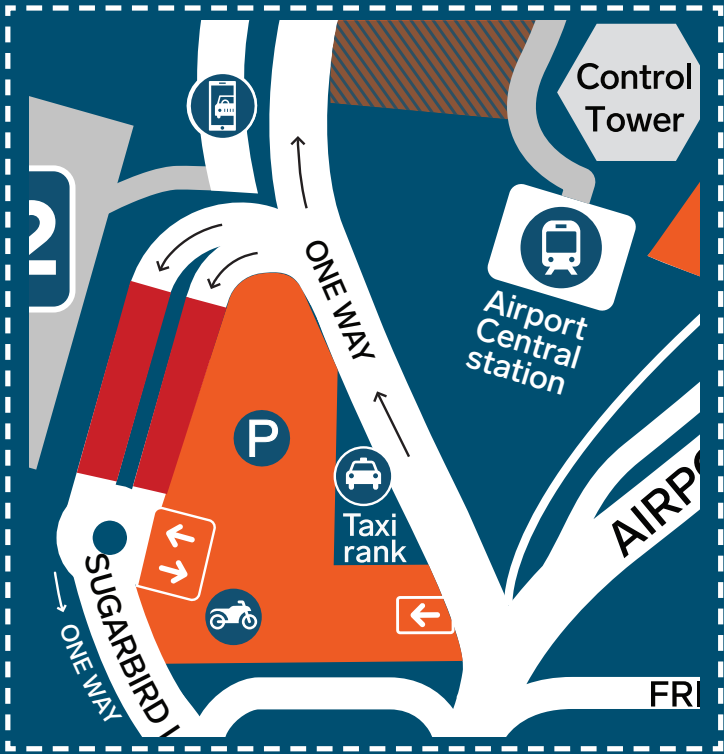 Control
Tower
2
ONE WAY
Airport
Central
station
P
Taxi
rank
AIRPO
SUGARBIRD L
ONE WAY
FRI